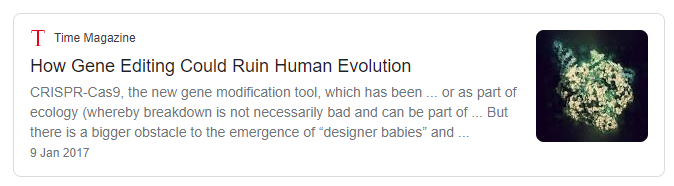 T Time Magazine
How Gene Editing Could Ruin Human Evolution
CRISPR-Cas9, the new gene modification tool, which has been ... or as part of
ecology (whereby breakdown is not necessarily bad and can be part of ... But
there is a bigger obstacle to the emergence of “designer babies” and ...
9 Jan 2017